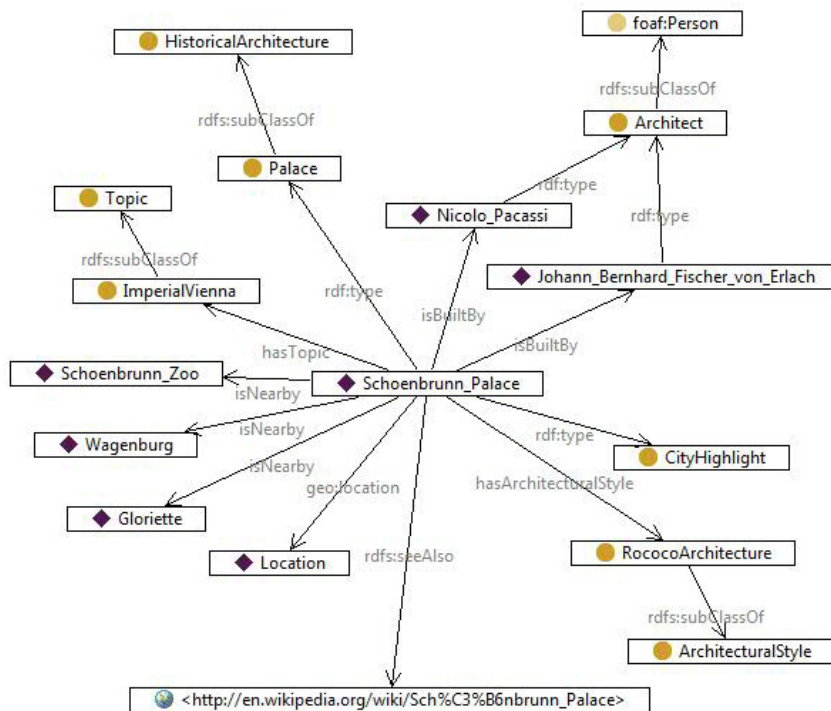 foaf:Person
HistoricalArchitecture
rdfs:subClassOf
Architect
rdfs:subClassOf
Palace
rdf:type
Topic
Nicolo_Pacassi
rdf:type
rdfs:subClassOf
Johann_Bernhard_Fischer_von_Erlach
ImperialVienna
rdf:type
isBuiltBy
isBuiltBy
hasTopic
Schoenbrunn_Zoo
Schoenbrunn_Palace
isNearby
isNearby
rdf:type
Wagenburg
CityHighlight
isNearby
geo:location
hasArchitecturalStyle
Gloriette
Location
rdfs:seeAlso
RococoArchitecture
rdfs:subClassOf
ArchitecturalStyle
<http://en.wikipedia.org/wiki/Sch%C3%B6nbrunn_Palace>